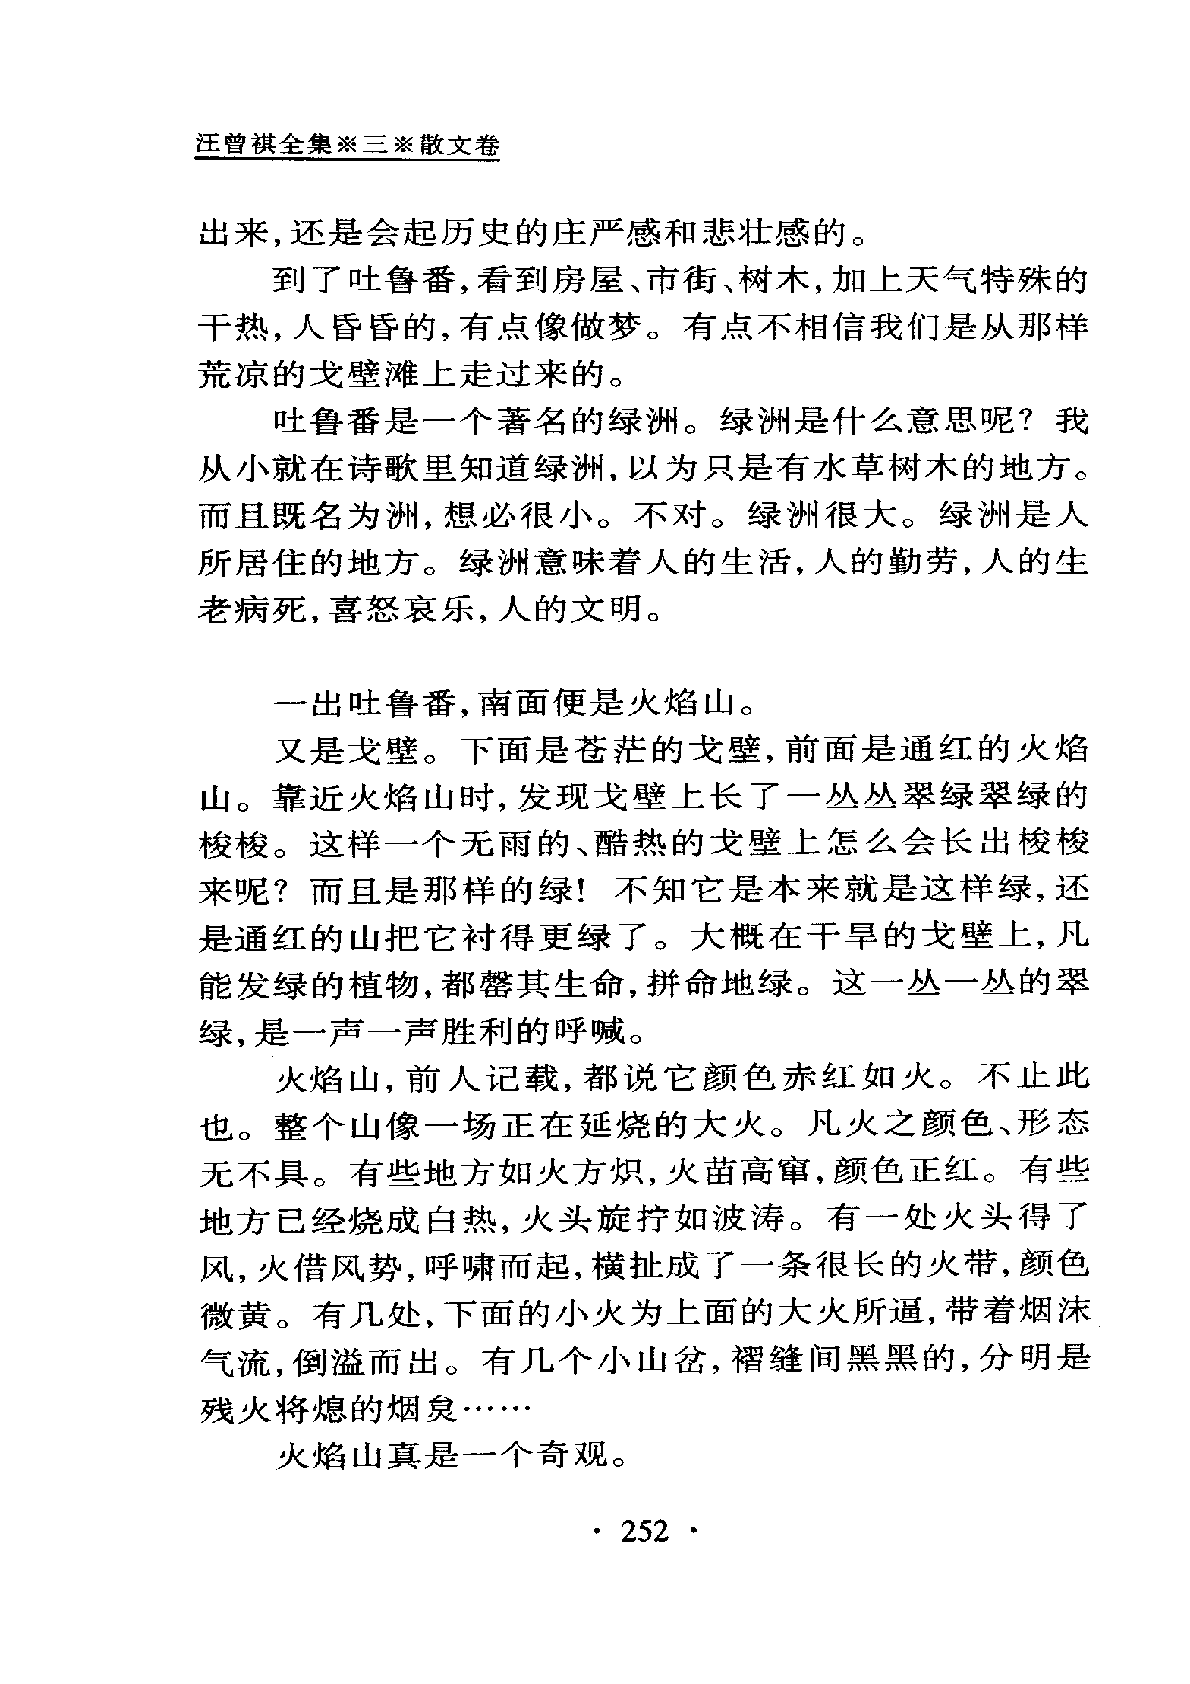 汪曾祺全集※三※散文卷
出来,还是会起历史的庄严感和悲壮感的。
到了吐鲁番,看到房屋、市街、树木,加上天气特殊的
干热,人昏昏的,有点像做梦。有点不相信我们是从那样
荒凉的戈壁滩上走过来的。
吐鲁番是一个著名的绿洲。绿洲是什么意思呢?我
从小就在诗歌里知道绿洲,以为只是有水草树木的地方。
而且既名为洲,想必很小。不对。绿洲很大。绿洲是人
所居住的地方。绿洲意味着人的生活,人的勤劳,人的生
老病死,喜怒哀乐,人的文明。
一出吐鲁番,南面便是火焰山。
又是戈壁。下面是苍茫的戈壁,前面是通红的火焰
山。靠近火焰山时,发现戈壁上长了一丛丛翠绿翠绿的
梭梭。这样一个无雨的、酷热的戈壁上怎么会长出梭梭
来呢?而且是那样的绿!不知它是本来就是这样绿,还
是通红的山把它衬得更绿了。大概在干旱的戈壁上,凡
能发绿的植物,都罄其生命,拼命地绿。这一丛一丛的翠
绿,是一声一声胜利的呼喊。
火焰山,前人记载,都说它颜色赤红如火。不止此
也。整个山像一场正在延烧的大火。凡火之颜色、形态
无不具。有些地方如火方炽,火苗高窜,颜色正红。有些
地方已经烧成白热,火头旋拧如波涛。有一处火头得了
风,火借风势,呼啸而起,横扯成了一条很长的火带,颜色
微黄。有几处,下面的小火为上面的大火所逼,带着烟沫
气流,倒溢而出。有几个小山岔,褶缝间黑黑的,分明是
残火将熄的烟炱……
火焰山真是一个奇观。
· 252 ·